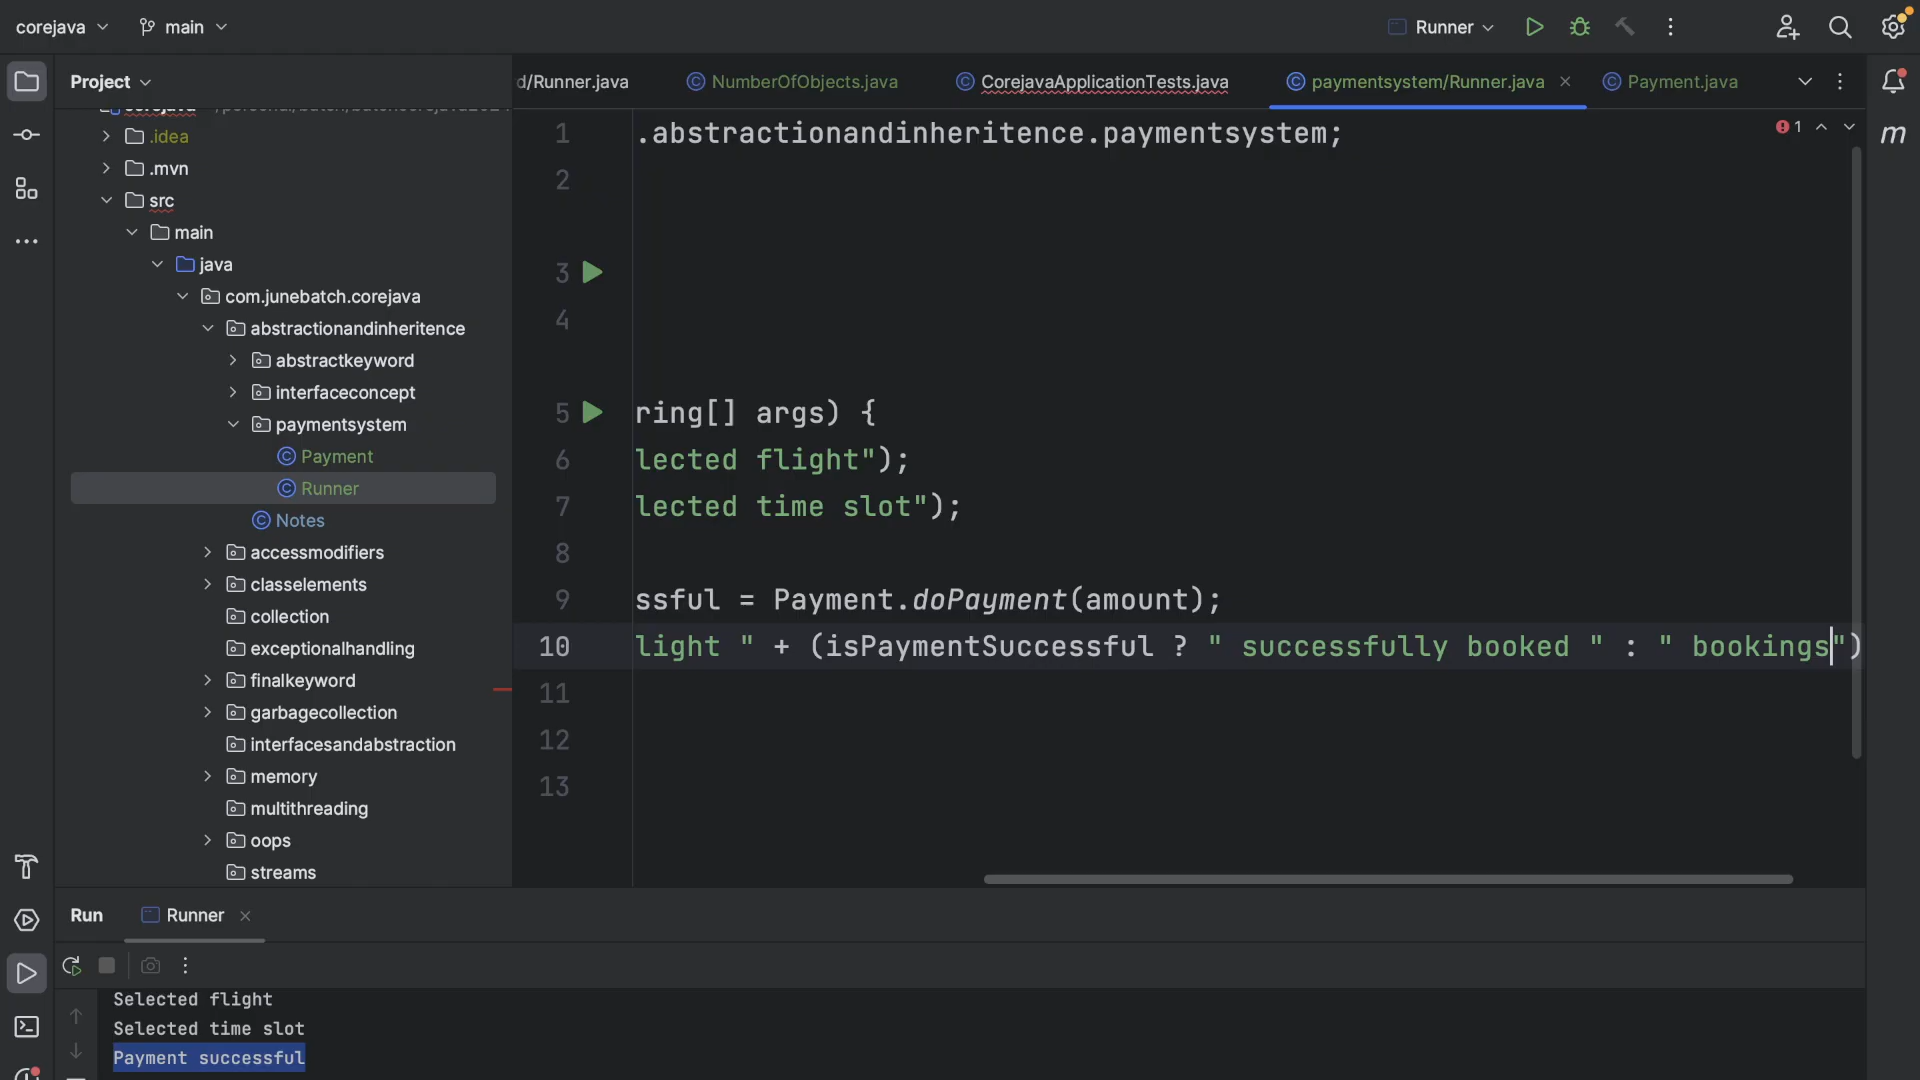 corejava
main
Runner
Project
d/Runner.java
NumberOfObjects.java
CorejavaApplicationTests.java
paymentsystem/Runner.java
Payment.java
.idea
.mvn
src
main
java
com.junebatch.corejava
abstractionandinheritence
abstractkeyword
interfaceconcept
paymentsystem
Payment
Runner
Notes
accessmodifiers
classelements
collection
exceptionalhandling
finalkeyword
garbagecollection
interfacesandabstraction
memory
multithreading
oops
streams
1 .abstractionandinheritence.paymentsystem;
1
2
3
4
5 ring[] args) {
6 lected flight");
7 lected time slot");
8
9 ssful = Payment.doPayment(amount);
10 light " + (isPaymentSuccessful ? " successfully booked " : " bookings")
11
12
13
m
Run
Runner
Selected flight
Selected time slot
Payment successful